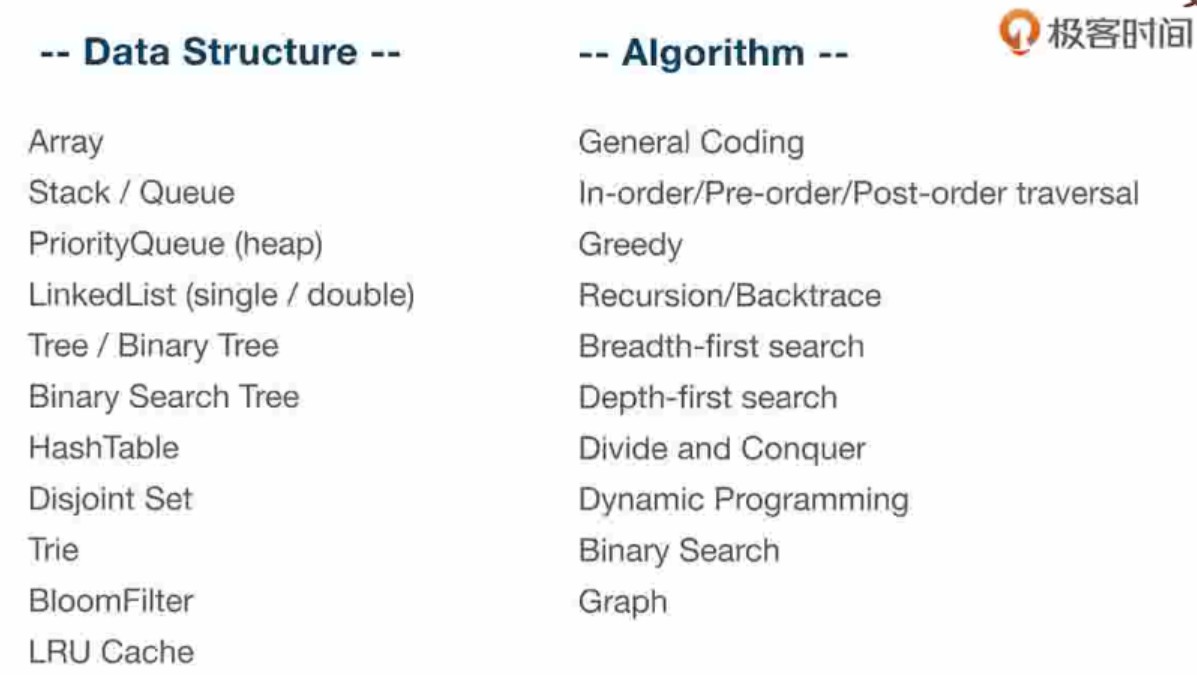 -- Data Structure --
Array
Stack / Queue
PriorityQueue (heap)
LinkedList (single / double)
Tree / Binary Tree
Binary Search Tree
HashTable
Disjoint Set
Trie
BloomFilter
LRU Cache
-- Algorithm --
General Coding
In-order/Pre-order/Post-order traversal
Greedy
Recursion/Backtrace
Breadth-first search
Depth-first search
Divide and Conquer
Dynamic Programming
Binary Search
Graph
极客时间